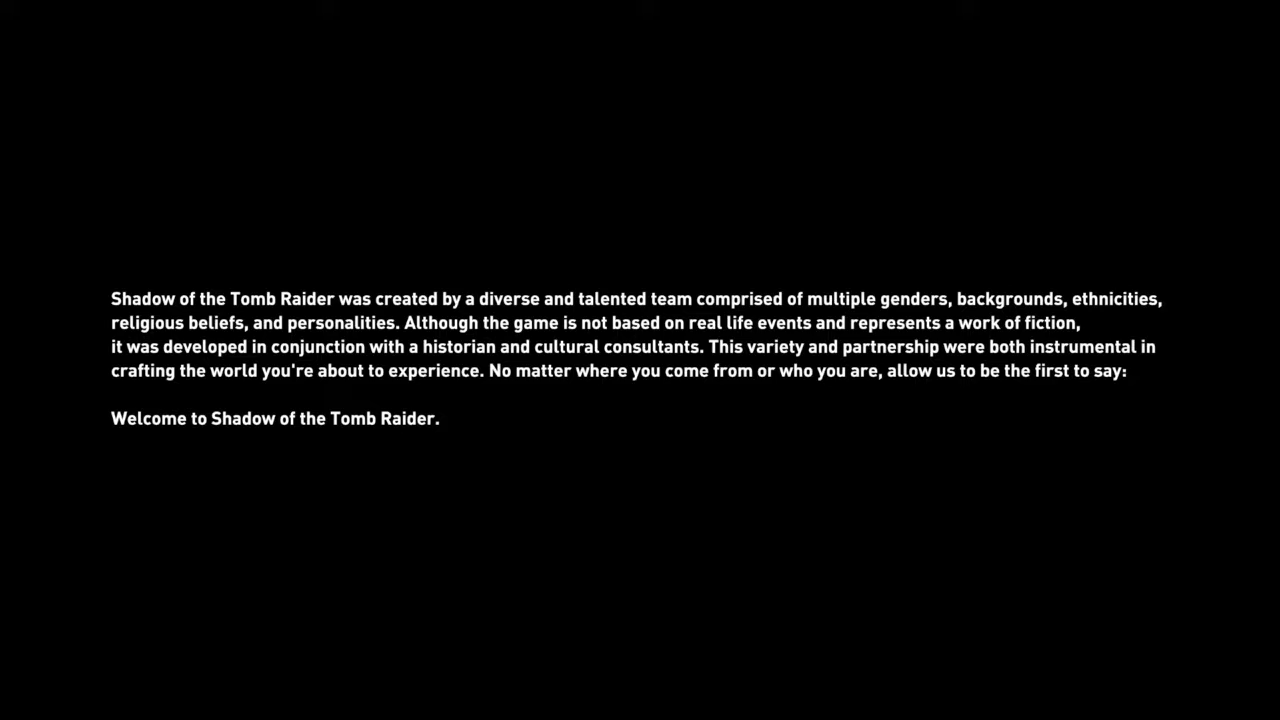 Shadow of the Tomb Raider was created by a diverse and talented team comprised of multiple genders, backgrounds, ethnicities,
religious beliefs, and personalities. Although the game is not based on real life events and represents a work of fiction,
it was developed in conjunction with a historian and cultural consultants. This variety and partnership were both instrumental in
crafting the world you're about to experience. No matter where you come from or who you are, allow us to be the first to say:
Welcome to Shadow of the Tomb Raider.